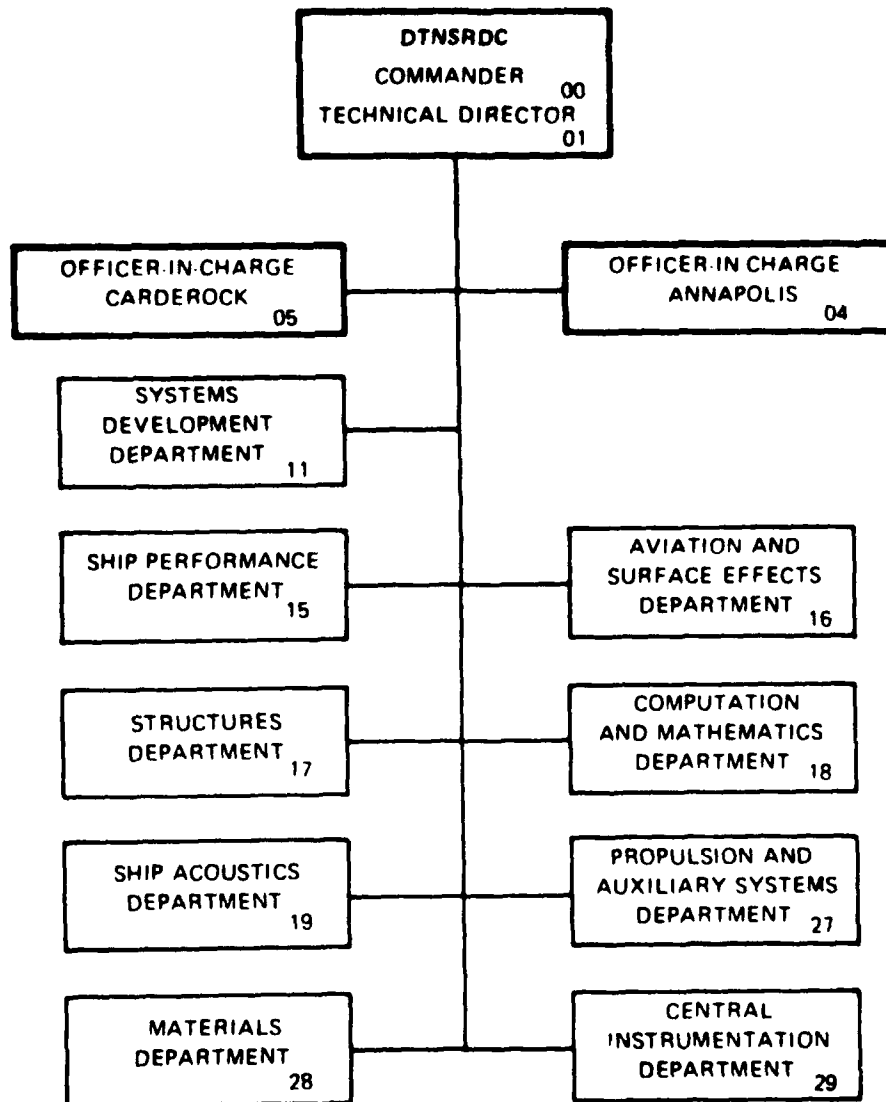 DTNSRDC
COMMANDER
00
TECHNICAL DIRECTOR
01
OFFICER-IN-CHARGE
CARDEROCK
05
OFFICER-IN CHARGE
ANNAPOLIS
04
SYSTEMS
DEVELOPMENT
DEPARTMENT
11
SHIP PERFORMANCE
DEPARTMENT
15
AVIATION AND
SURFACE EFFECTS
DEPARTMENT
16
STRUCTURES
DEPARTMENT
17
COMPUTATION
AND MATHEMATICS
DEPARTMENT
18
SHIP ACOUSTICS
DEPARTMENT
19
PROPULSION AND
AUXILIARY SYSTEMS
DEPARTMENT
27
MATERIALS
DEPARTMENT
28
CENTRAL
INSTRUMENTATION
DEPARTMENT
29